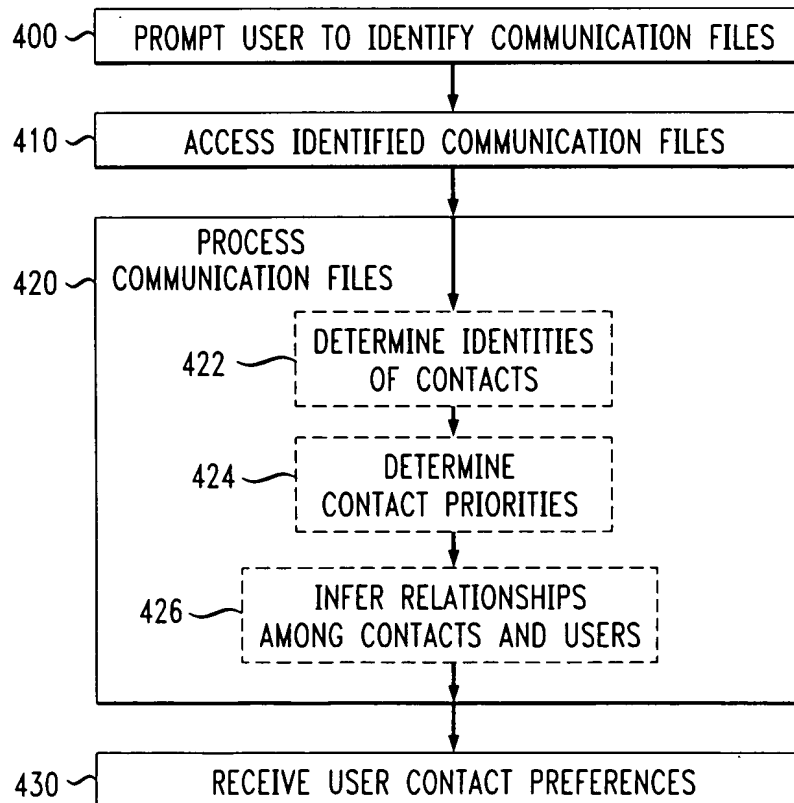 400 PROMPT USER TO IDENTIFY COMMUNICATION FILES
410 ACCESS IDENTIFIED COMMUNICATION FILES
420 PROCESS
COMMUNICATION FILES
422 DETERMINE IDENTITIES
OF CONTACTS
424 DETERMINE
CONTACT PRIORITIES
426 INFER RELATIONSHIPS
AMONG CONTACTS AND USERS
430 RECEIVE USER CONTACT PREFERENCES